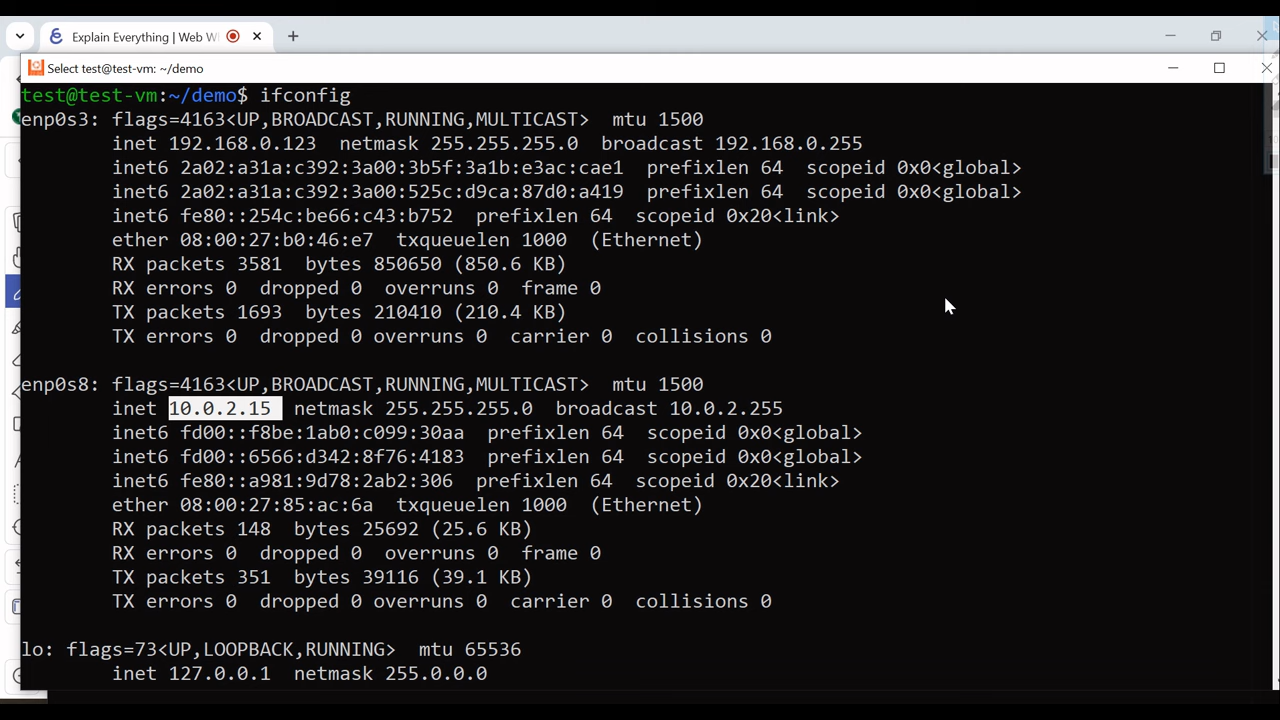 Explain Everything | Web W
Select test@test-vm: ~/demo
test@test-vm:~/demo$ ifconfig
enp0s3: flags=4163<UP,BROADCAST,RUNNING,MULTICAST>  mtu 1500
        inet 192.168.0.123  netmask 255.255.255.0  broadcast 192.168.0.255
        inet6 2a02:a31a:c392:3a00:3b5f:3a1b:e3ac:cae1  prefixlen 64  scopeid 0x0<global>
        inet6 2a02:a31a:c392:3a00:525c:d9ca:87d0:a419  prefixlen 64  scopeid 0x0<global>
        inet6 fe80::254c:be66:c43:b752  prefixlen 64  scopeid 0x20<link>
        ether 08:00:27:b0:46:e7  txqueuelen 1000  (Ethernet)
        RX packets 3581  bytes 850650 (850.6 KB)
        RX errors 0  dropped 0  overruns 0  frame 0
        TX packets 1693  bytes 210410 (210.4 KB)
        TX errors 0  dropped 0 overruns 0  carrier 0  collisions 0
enp0s8: flags=4163<UP,BROADCAST,RUNNING,MULTICAST>  mtu 1500
        inet 10.0.2.15  netmask 255.255.255.0  broadcast 10.0.2.255
        inet6 fd00::f8be:1ab0:c099:30aa  prefixlen 64  scopeid 0x0<global>
        inet6 fd00::6566:d342:8f76:4183  prefixlen 64  scopeid 0x0<global>
        inet6 fe80::a981:9d78:2ab2:306  prefixlen 64  scopeid 0x20<link>
        ether 08:00:27:85:ac:6a  txqueuelen 1000  (Ethernet)
        RX packets 148  bytes 25692 (25.6 KB)
        RX errors 0  dropped 0  overruns 0  frame 0
        TX packets 351  bytes 39116 (39.1 KB)
        TX errors 0  dropped 0 overruns 0  carrier 0  collisions 0
lo: flags=73<UP,LOOPBACK,RUNNING>  mtu 65536
        inet 127.0.0.1  netmask 255.0.0.0